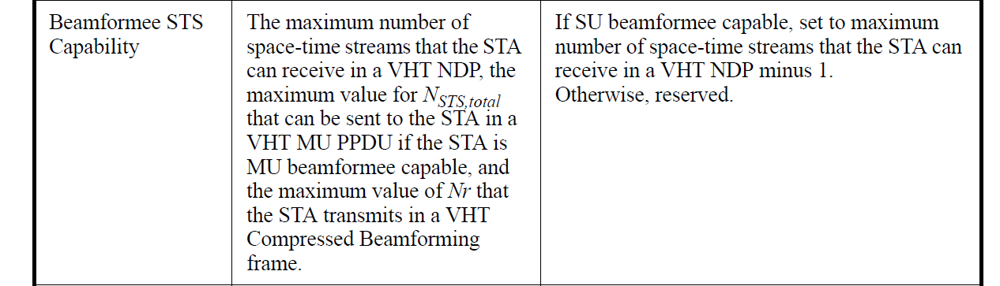 Beamformee STS
Capability
The maximum number of
space-time streams that the STA
can receive in a VHT NDP, the
maximum value for NSTS,total
that can be sent to the STA in a
VHT MU PPDU if the STA is
MU beamformee capable, and
the maximum value of Nr that
the STA transmits in a VHT
Compressed Beamforming
frame.
If SU beamformee capable, set to maximum
number of space-time streams that the STA can
receive in a VHT NDP minus 1.
Otherwise, reserved.